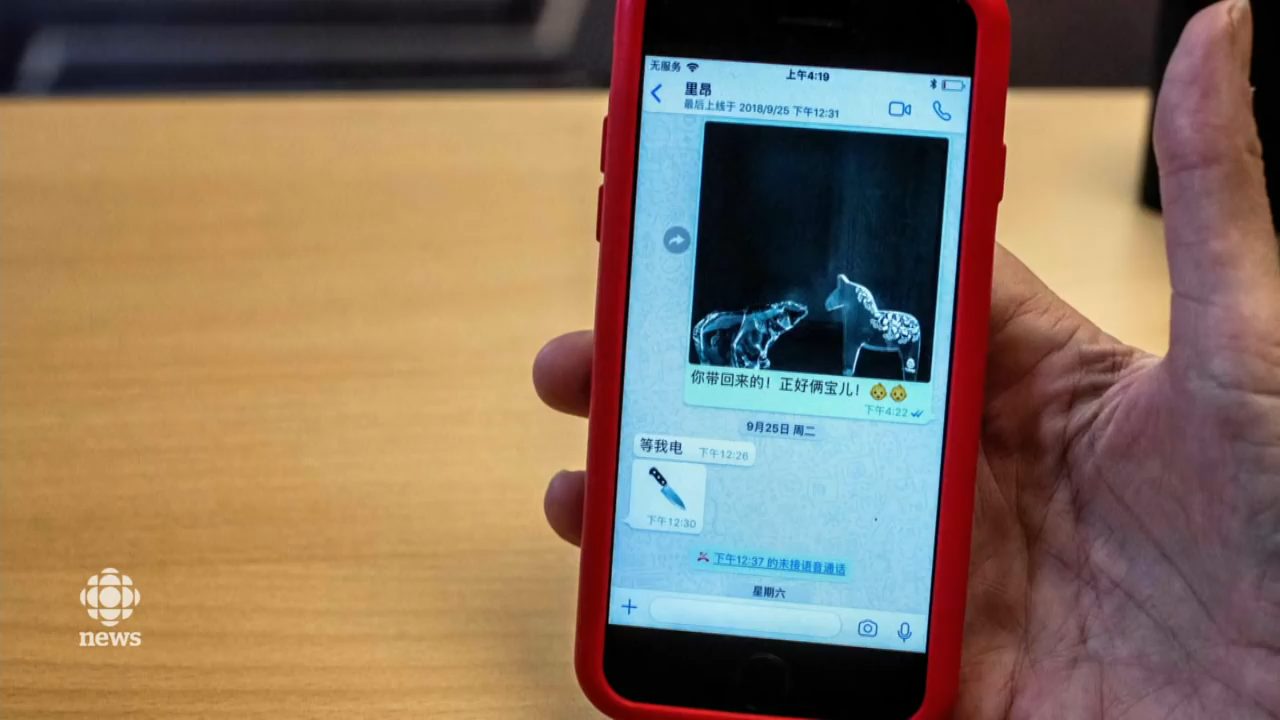 无服务
上午4:19
里昂
最后上线于 2018/9/25 下午12:31
你带回来的！正好俩宝儿！👶👶
下午4:22
9月25日 周二
等我电 下午12:26
下午12:30
下午12:37 的未接语音通话
星期六
news